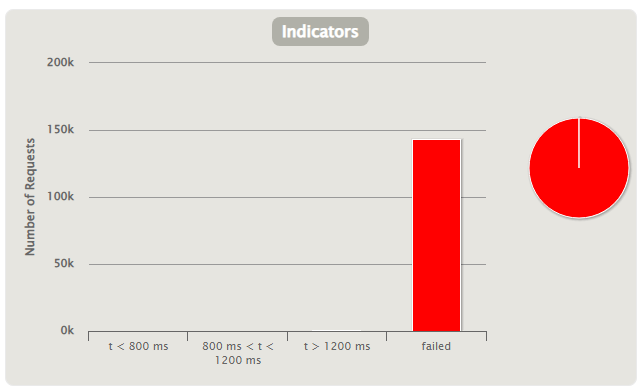 Indicators
200k
150k
100k
50k
0k
Number of Requests
t < 800 ms
800 ms < t <
1200 ms
t > 1200 ms
failed